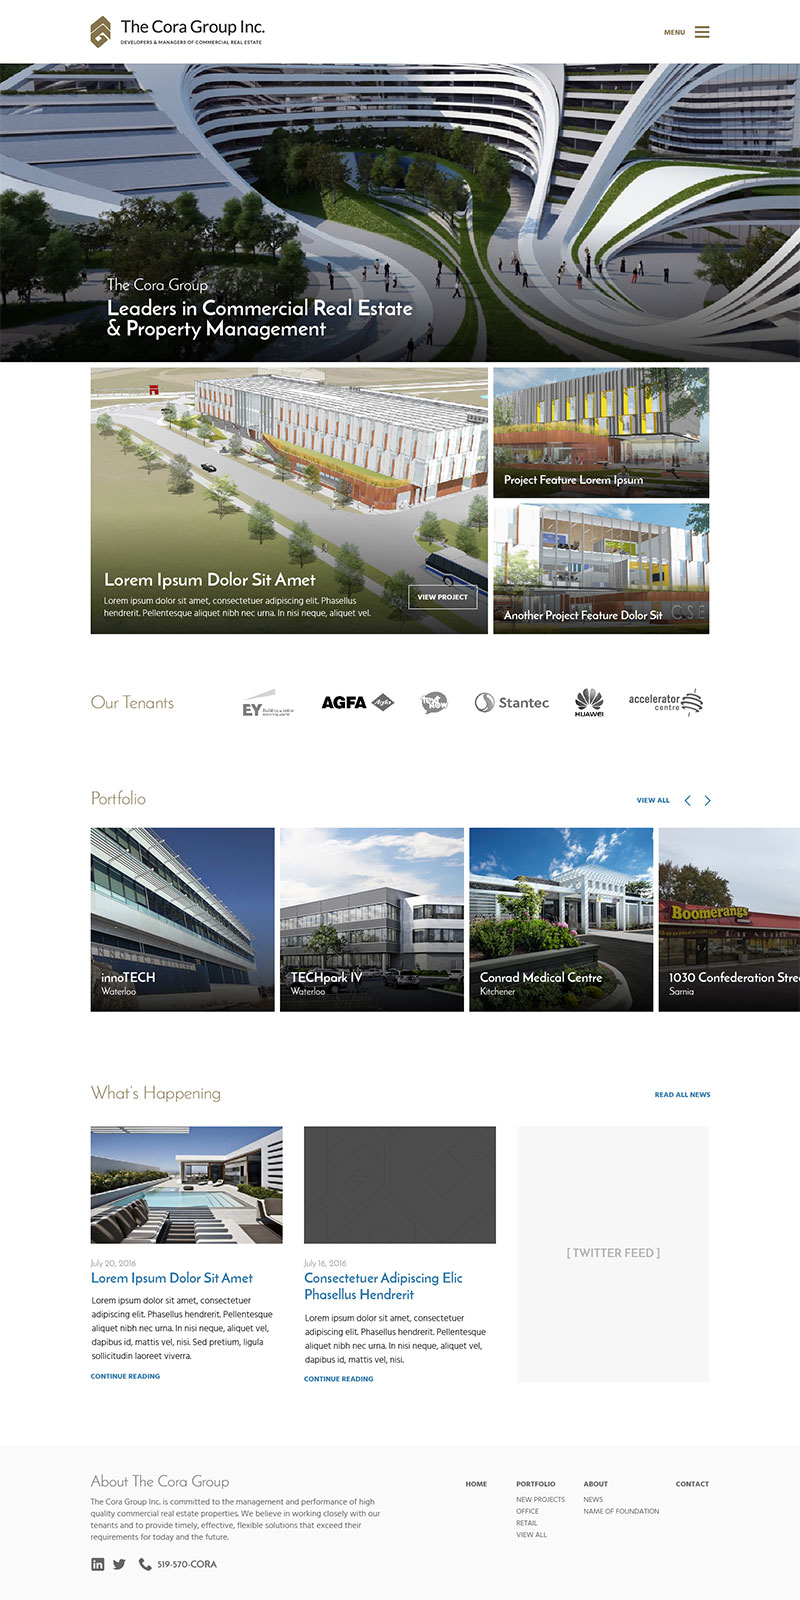 The Cora Group Inc.
DEVELOPERS & MANAGERS OF COMMERCIAL REAL ESTATE
MENU
The Cora Group
Leaders in Commercial Real Estate
& Property Management
Lorem Ipsum Dolor Sit Amet
Lorem ipsum dolor sit amet, consectetuer adipiscing elit. Phasellus
hendrerit. Pellentesque aliquet nibh nec urna. In nisi neque, aliquet vel.
VIEW PROJECT
Project Feature Lorem Ipsum
Another Project Feature Dolor Sit
Our Tenants
EY Building a better
working world
AGFA Agfa
text now
Stantec
HUAWEI
accelerator
centre
Portfolio
VIEW ALL
innoTECH
Waterloo
TECHpark IV
Waterloo
Conrad Medical Centre
Kitchener
Boomerangs
1030 Confederation Stre
Sarnia
What's Happening
READ ALL NEWS
July 20, 2016
Lorem Ipsum Dolor Sit Amet
Lorem ipsum dolor sit amet, consectetuer
adipiscing elit. Phasellus hendrerit. Pellentesque
aliquet nibh nec urna. In nisi neque, aliquet vel,
dapibus id, mattis vel, nisi. Sed pretium, ligula
sollicitudin laoreet viverra.
CONTINUE READING
July 16, 2016
Consectetuer Adipiscing Elic
Phasellus Hendrerit
Lorem ipsum dolor sit amet, consectetuer
adipiscing elit. Phasellus hendrerit. Pellentesque
aliquet nibh nec urna. In nisi neque, aliquet vel,
dapibus id, mattis vel, nisi.
CONTINUE READING
[ TWITTER FEED ]
About The Cora Group
The Cora Group Inc. is committed to the management and performance of high
quality commercial real estate properties. We believe in working closely with our
tenants and to provide timely, effective, flexible solutions that exceed their
requirements for today and the future.
519-570-CORA
HOME
PORTFOLIO
NEW PROJECTS
OFFICE
RETAIL
VIEW ALL
ABOUT
NEWS
NAME OF FOUNDATION
CONTACT